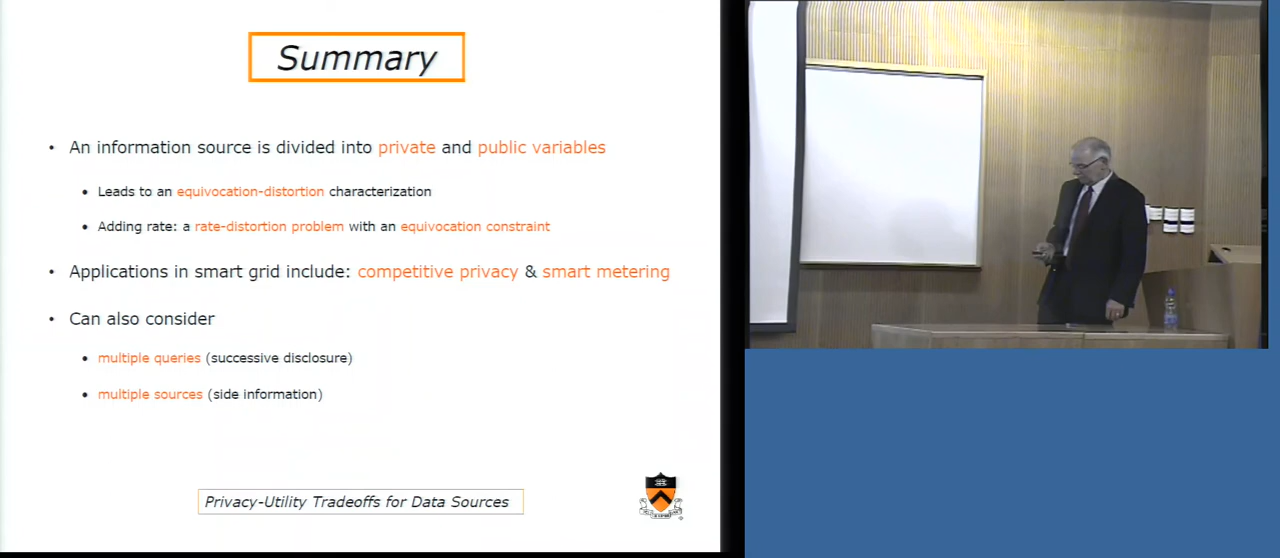 Summary
• An information source is divided into private and public variables
• Leads to an equivocation-distortion characterization
• Adding rate: a rate-distortion problem with an equivocation constraint
• Applications in smart grid include: competitive privacy & smart metering
• Can also consider
• multiple queries (successive disclosure)
• multiple sources (side information)
Privacy-Utility Tradeoffs for Data Sources